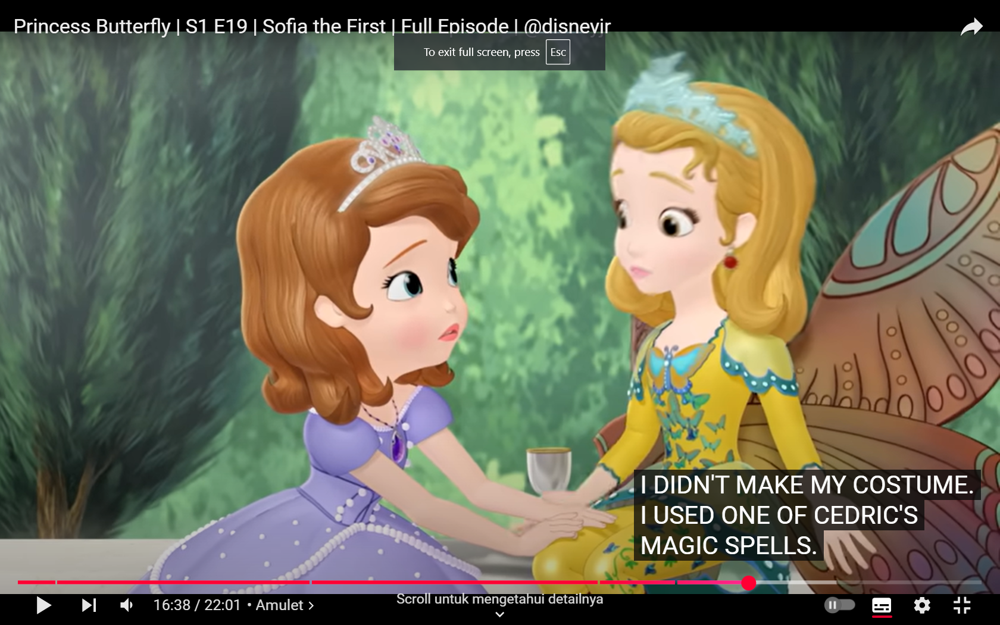 Princess Butterfly | S1 E19 | Sofia the First | Full Episode | @disneyjr
To exit full screen, press Esc
I DIDN'T MAKE MY COSTUME.
I USED ONE OF CEDRIC'S
MAGIC SPELLS.
16:38 / 22:01 • Amulet
Scroll untuk mengetahui detailnya